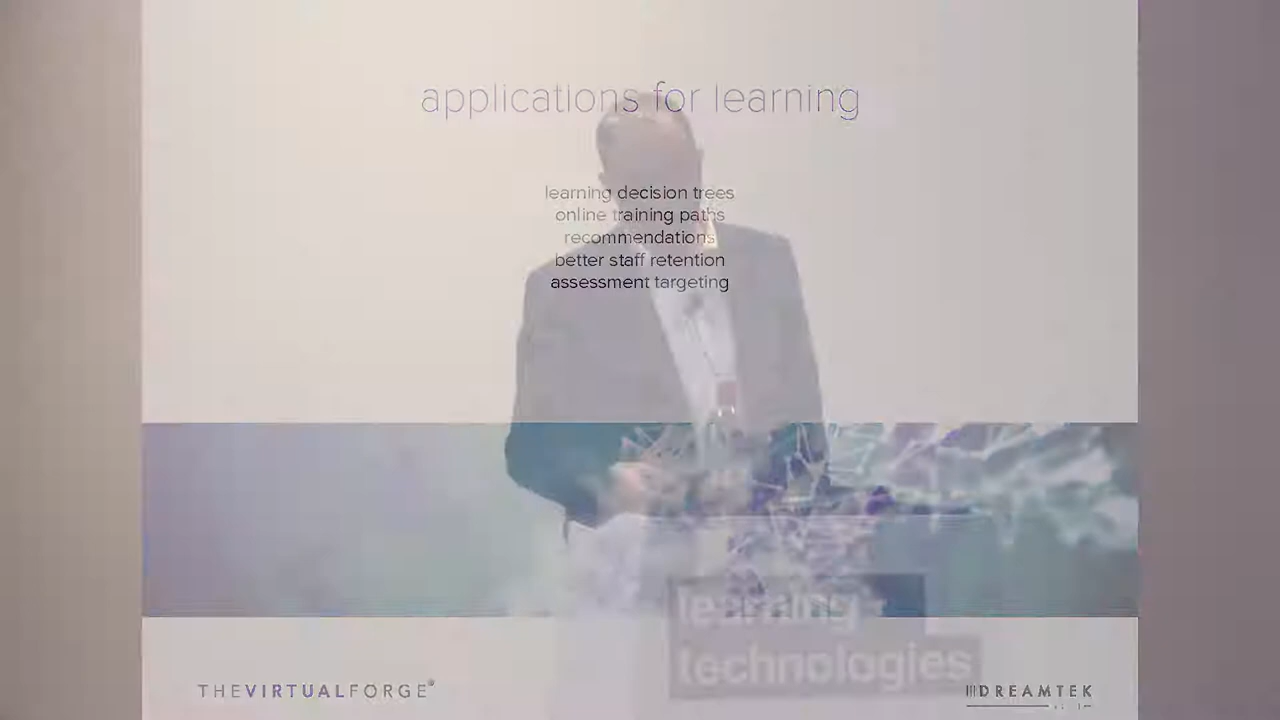 applications for learning
learning decision trees
online training paths
recommendations
better staff retention
assessment targeting
learning
technologies
THEVIRTUALFORGE®
DREAMTEK